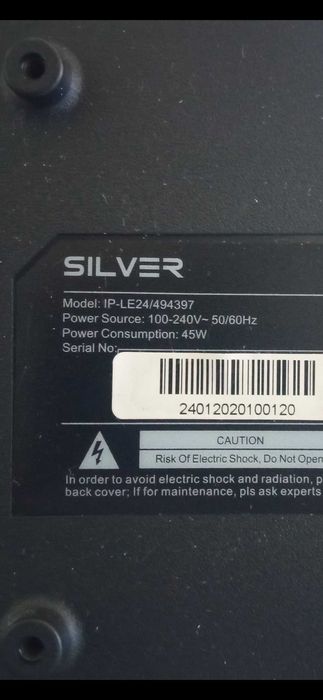 SILVER
Model: IP-LE24/494397
Power Source: 100-240V~ 50/60Hz
Power Consumption: 45W
Serial No:
24012020100120
CAUTION
Risk Of Electric Shock, Do Not Open
In order to avoid electric shock and radiation, p
back cover; If for maintenance, pls ask experts